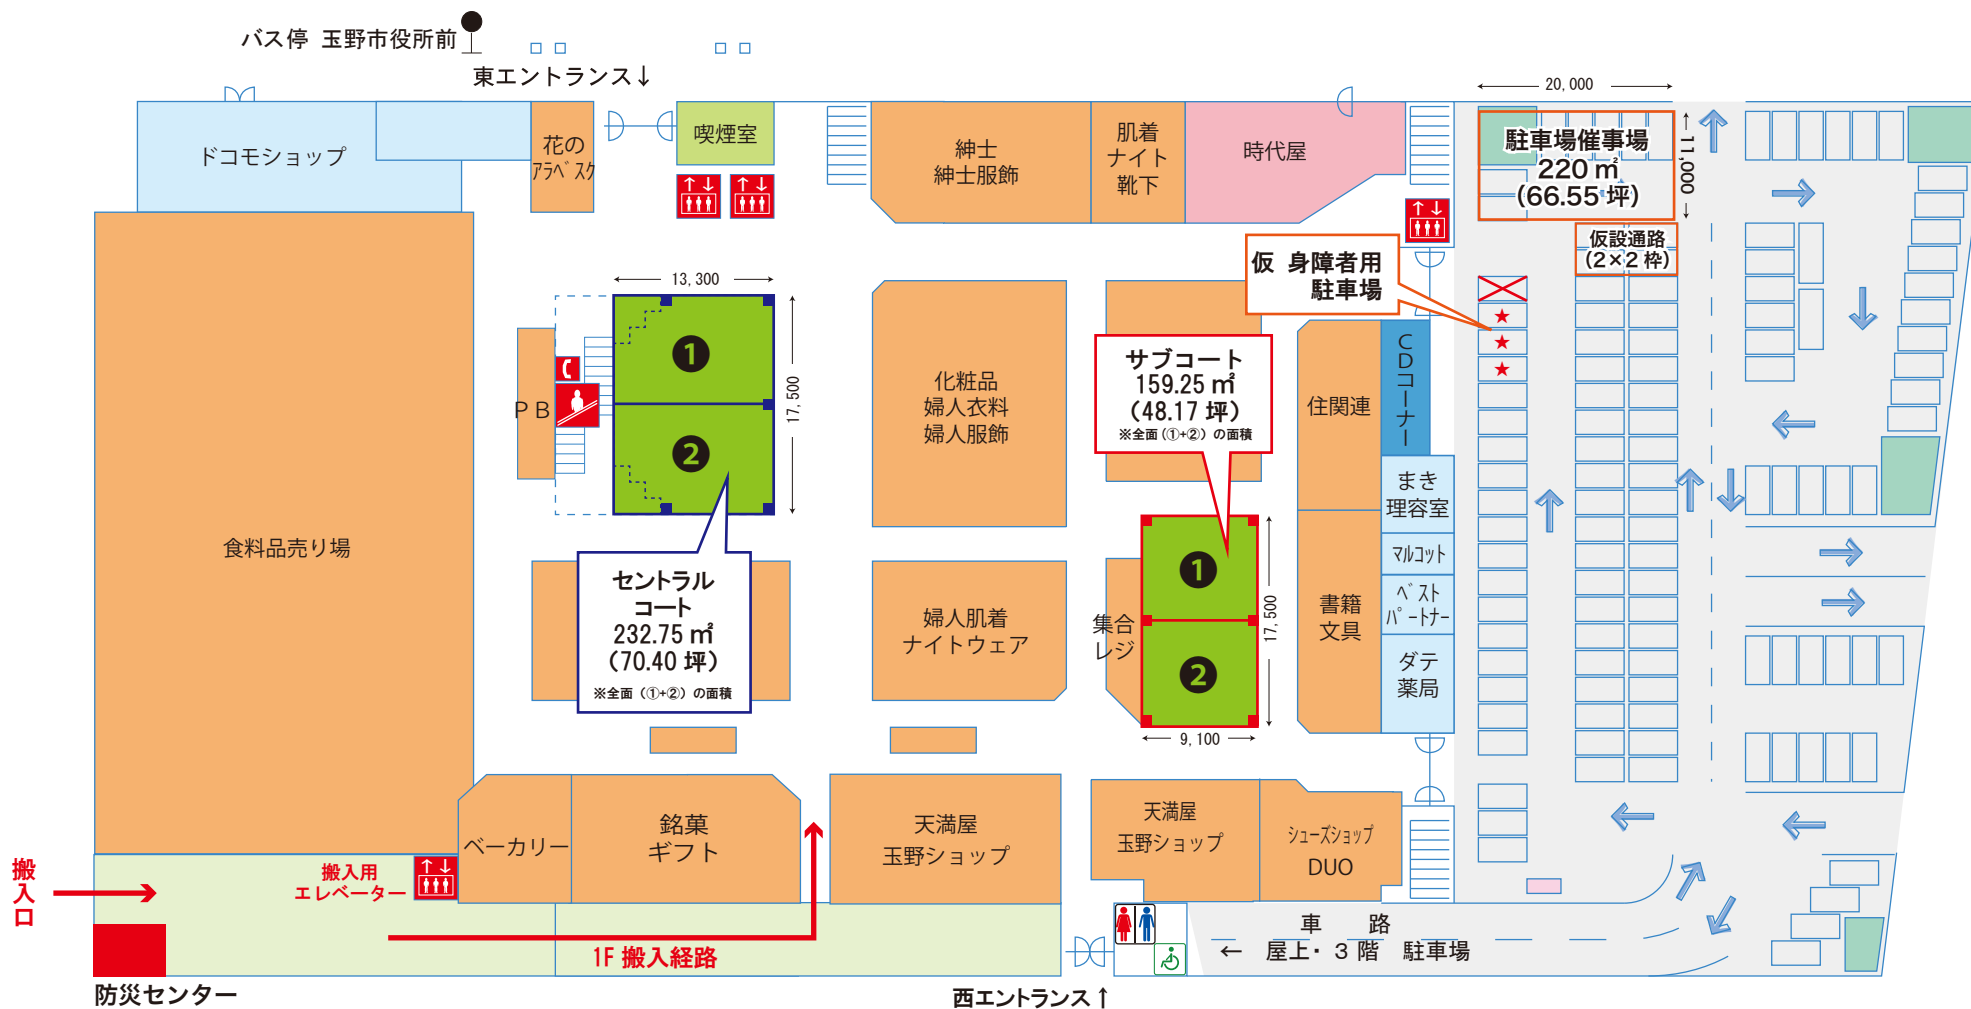 バス停 玉野市役所前
東エントランス↓
ドコモショップ
花の
アラベスク
喫煙室
紳士
紳士服飾
肌着
ナイト
靴下
時代屋
20,000
駐車場催事場
220 ㎡
(66.55 坪)
11,000
仮設通路
(2×2 枠)
仮 身障者用
駐車場
13,300
17,500
1
2
PB
セントラル
コート
232.75 ㎡
(70.40 坪)
※全面(①+②)の面積
化粧品
婦人衣料
婦人服飾
サブコート
159.25 ㎡
(48.17 坪)
※全面(①+②)の面積
住関連
CDコーナー
まき
理容室
マルコット
ベスト
パートナー
ダテ
薬局
書籍
文具
1
2
17,500
9,100
集合
レジ
食料品売り場
婦人肌着
ナイトウェア
ベーカリー
銘菓
ギフト
天満屋
玉野ショップ
天満屋
玉野ショップ
シューズショップ
DUO
搬入口
搬入用
エレベーター
1F 搬入経路
車 路
← 屋上・3 階 駐車場
防災センター
西エントランス↑